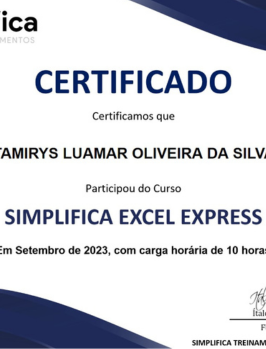 ica
MENTOS
CERTIFICADO
Certificamos que
TAMIRYS LUAMAR OLIVEIRA DA SILVA
Participou do Curso
SIMPLIFICA EXCEL EXPRESS
Em Setembro de 2023, com carga horária de 10 horas
SIMPLIFICA TREINAM